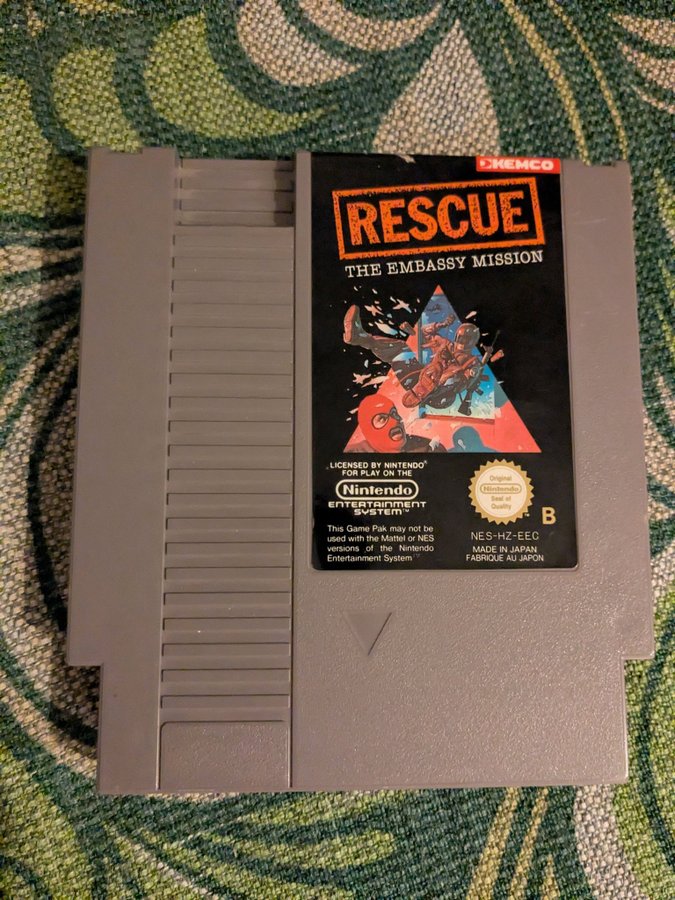 KEMCO
RESCUE
THE EMBASSY MISSION
LICENSED BY NINTENDO®
FOR PLAY ON THE
Nintendo
ENTERTAINMENT
SYSTEM™
This Game Pak may not be
used with the Mattel or NES
versions of the Nintendo
Entertainment System™
Original
Nintendo
Seal of
Quality
B
NES-HZ-EEC
MADE IN JAPAN
FABRIQUE AU JAPON